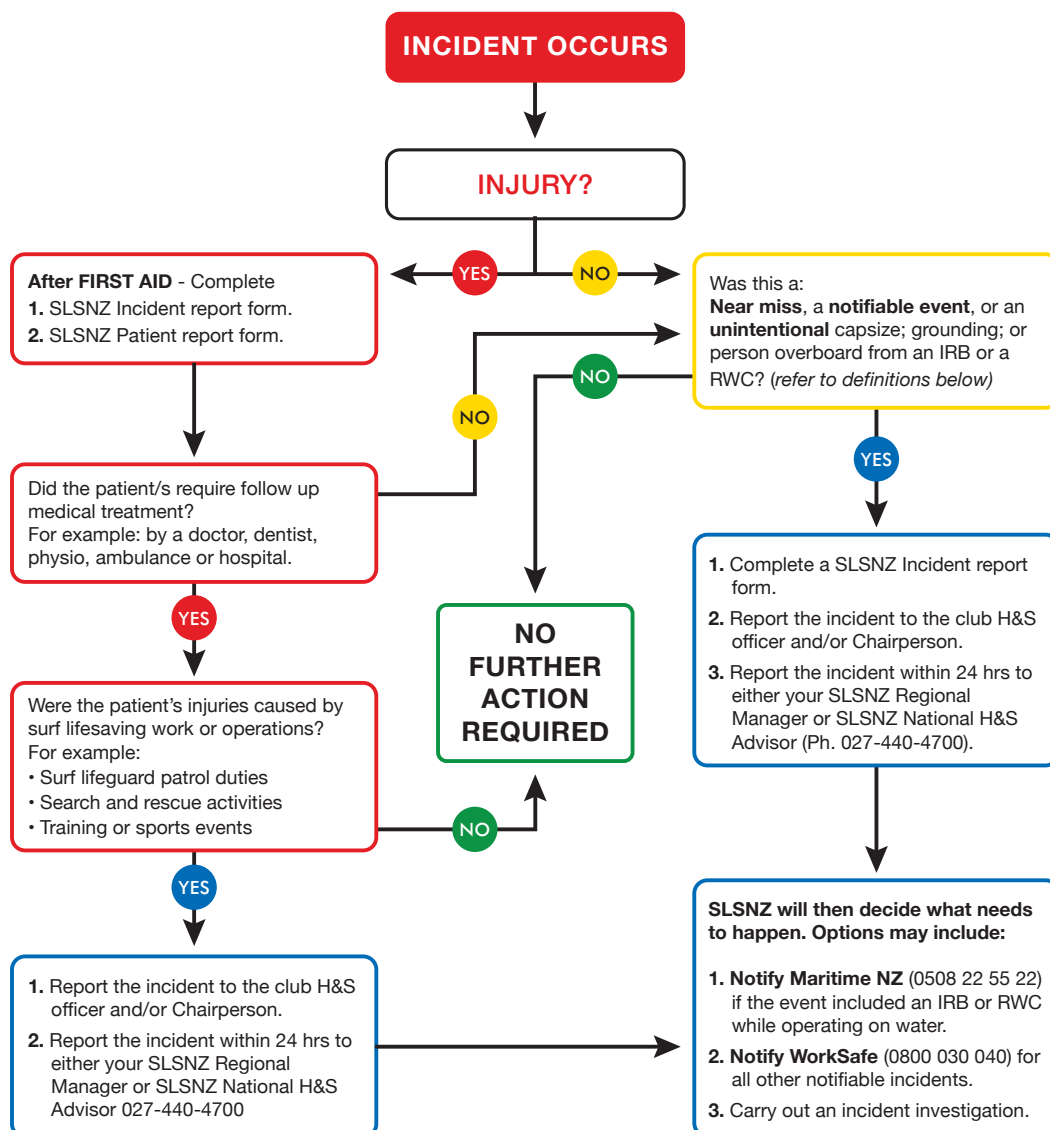 INCIDENT OCCURS
INJURY?
YES
NO
After FIRST AID - Complete
1. SLSNZ Incident report form.
2. SLSNZ Patient report form.
Was this a:
Near miss, a notifiable event, or an
unintentional capsize; grounding; or
person overboard from an IRB or a
RWC? (refer to definitions below)
NO
NO
YES
Did the patient/s require follow up
medical treatment?
For example: by a doctor, dentist,
physio, ambulance or hospital.
YES
NO
FURTHER
ACTION
REQUIRED
1. Complete a SLSNZ Incident report
form.
2. Report the incident to the club H&S
officer and/or Chairperson.
3. Report the incident within 24 hrs to
either your SLSNZ Regional
Manager or SLSNZ National H&S
Advisor (Ph. 027-440-4700).
Were the patient's injuries caused by
surf lifesaving work or operations?
For example:
• Surf lifeguard patrol duties
• Search and rescue activities
• Training or sports events
NO
YES
1. Report the incident to the club H&S
officer and/or Chairperson.
2. Report the incident within 24 hrs to
either your SLSNZ Regional
Manager or SLSNZ National H&S
Advisor 027-440-4700
SLSNZ will then decide what needs
to happen. Options may include:
1. Notify Maritime NZ (0508 22 55 22)
if the event included an IRB or RWC
while operating on water.
2. Notify WorkSafe (0800 030 040) for
all other notifiable incidents.
3. Carry out an incident investigation.